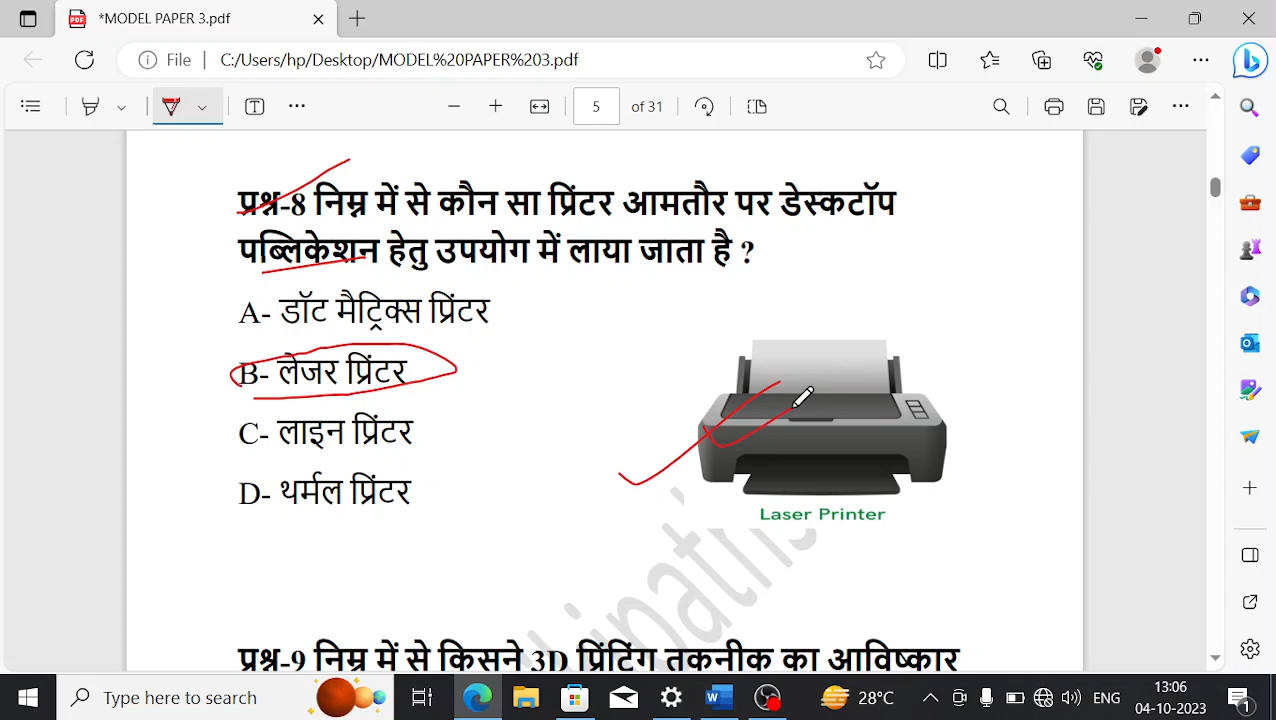 *MODEL PAPER 3.pdf
File
C:/Users/hp/Desktop/MODEL%20PAPER%203.pdf
5 of 31
प्रश्न-8 निम्न में से कौन सा प्रिंटर आमतौर पर डेस्कटॉप
पब्लिकेशन हेतु उपयोग में लाया जाता है ?
A- डॉट मैट्रिक्स प्रिंटर
B- लेजर प्रिंटर
C- लाइन प्रिंटर
D- थर्मल प्रिंटर
Laser Printer
प्रश्न-9 निम्न में से किसने 3D प्रिंटिंग तकनीक का आविष्कार
Type here to search
28°C
ENG
13:06
04-10-2023
1